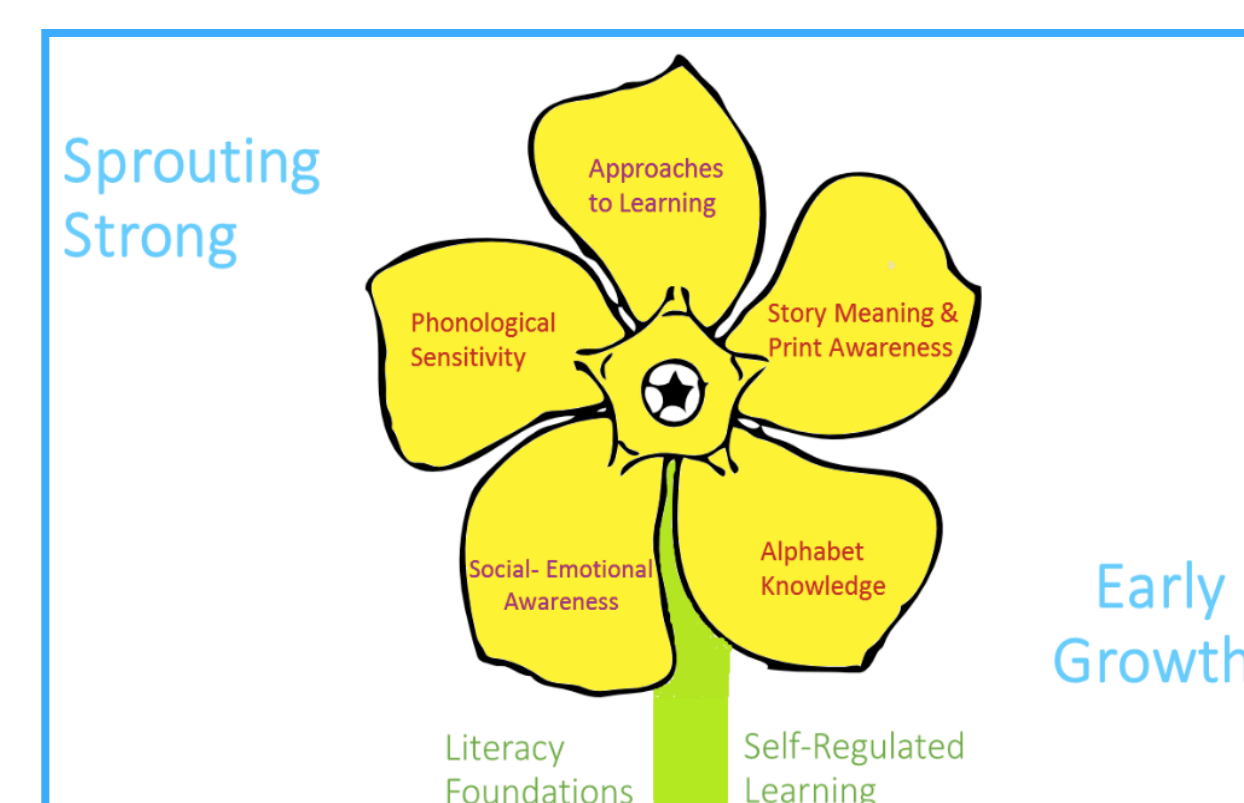 Sprouting
Strong
Approaches
to Learning
Phonological
Sensitivity
Story Meaning &
Print Awareness
Social- Emotional
Awareness
Alphabet
Knowledge
Early
Growth
Literacy
Foundations
Self-Regulated
Learning